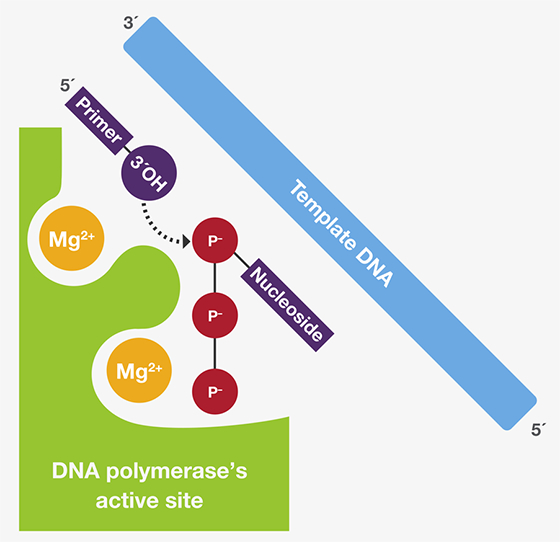 3´
5´
Primer
3´OH
Template DNA
Mg²⁺
P⁻
Nucleoside
P⁻
Mg²⁺
P⁻
5´
DNA polymerase’s
active site